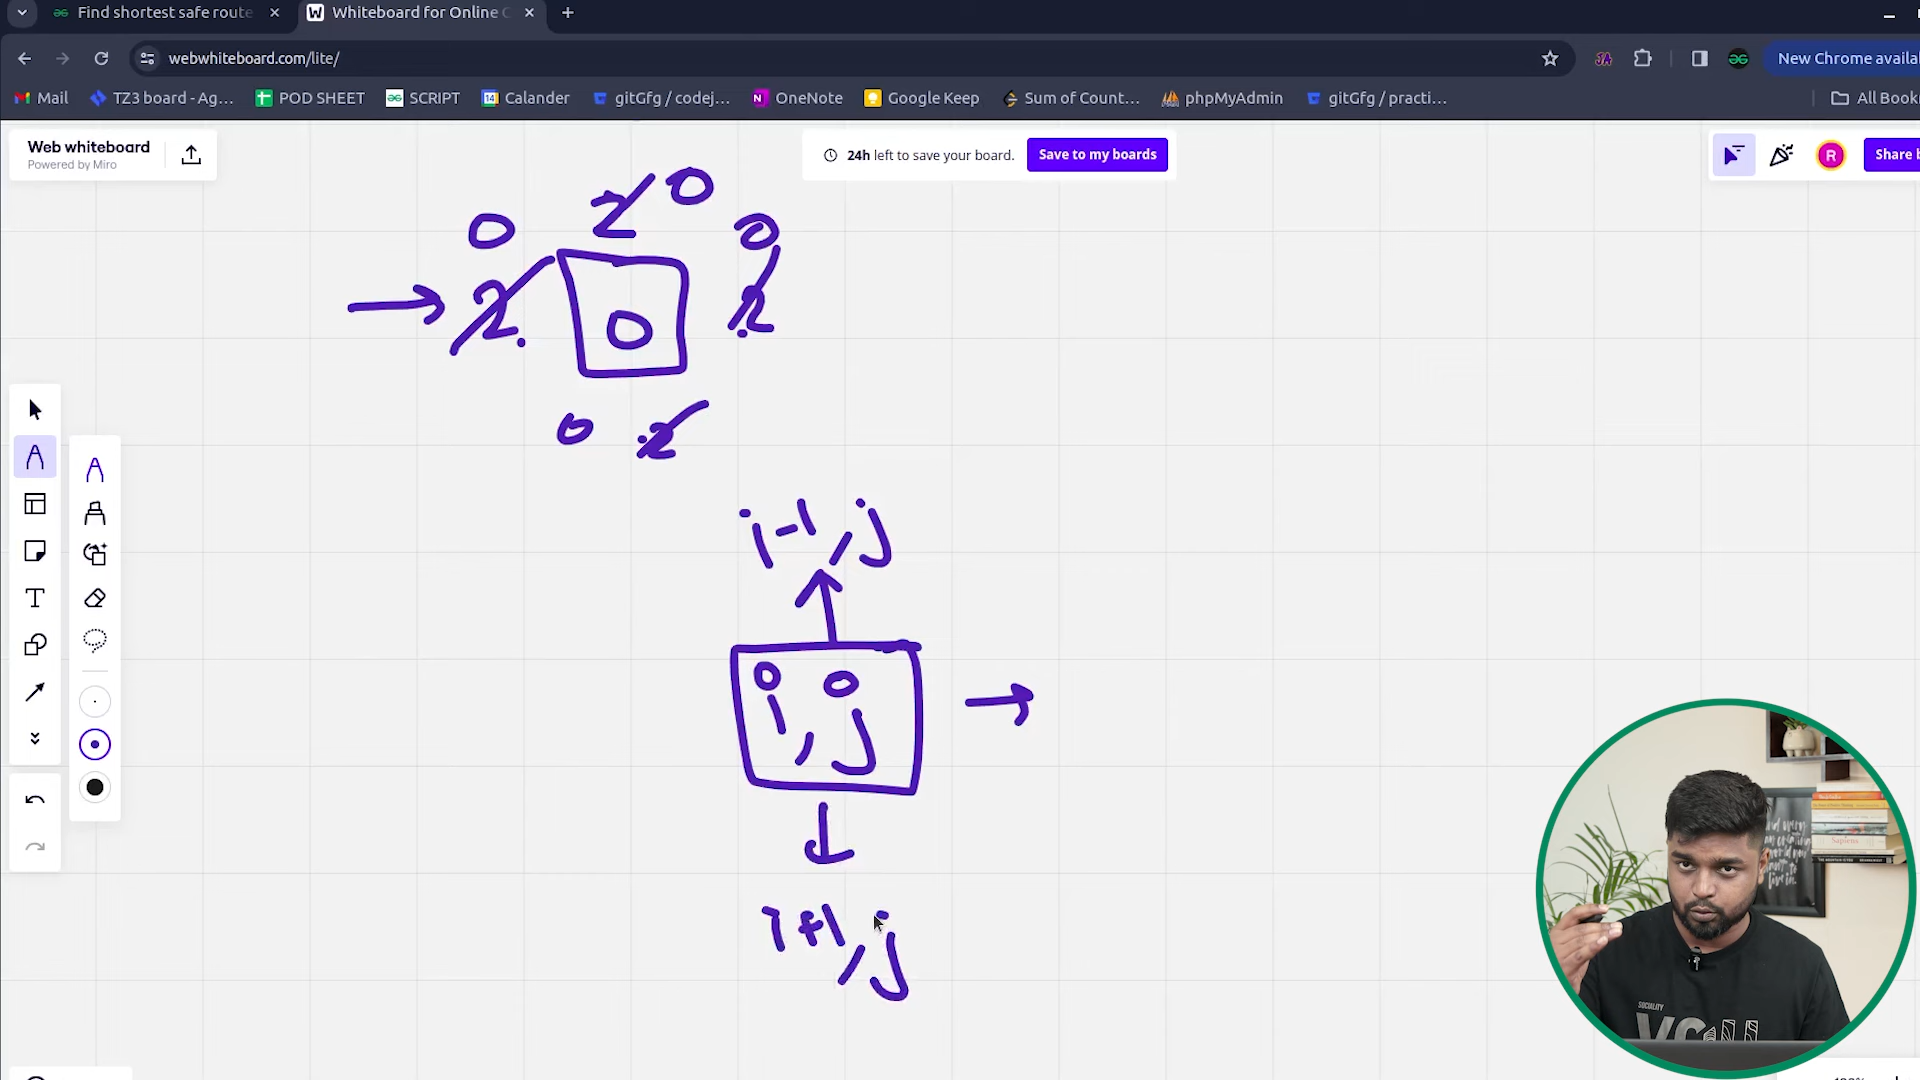 Find shortest safe route
Whiteboard for Online C
webwhiteboard.com/lite/
New Chrome availa
Mail
TZ3 board - Ag...
POD SHEET
SCRIPT
14 Calander
gitGfg / codej...
OneNote
Google Keep
Sum of Count...
phpMyAdmin
gitGfg / practi...
All Book
Web whiteboard
Powered by Miro
24h left to save your board.
Save to my boards
R
Share b
2 0
0 0
2 0 2
0 2
i-1, j
0 0
i, j
i+1, j
T
SOCIALITY
Sapiens